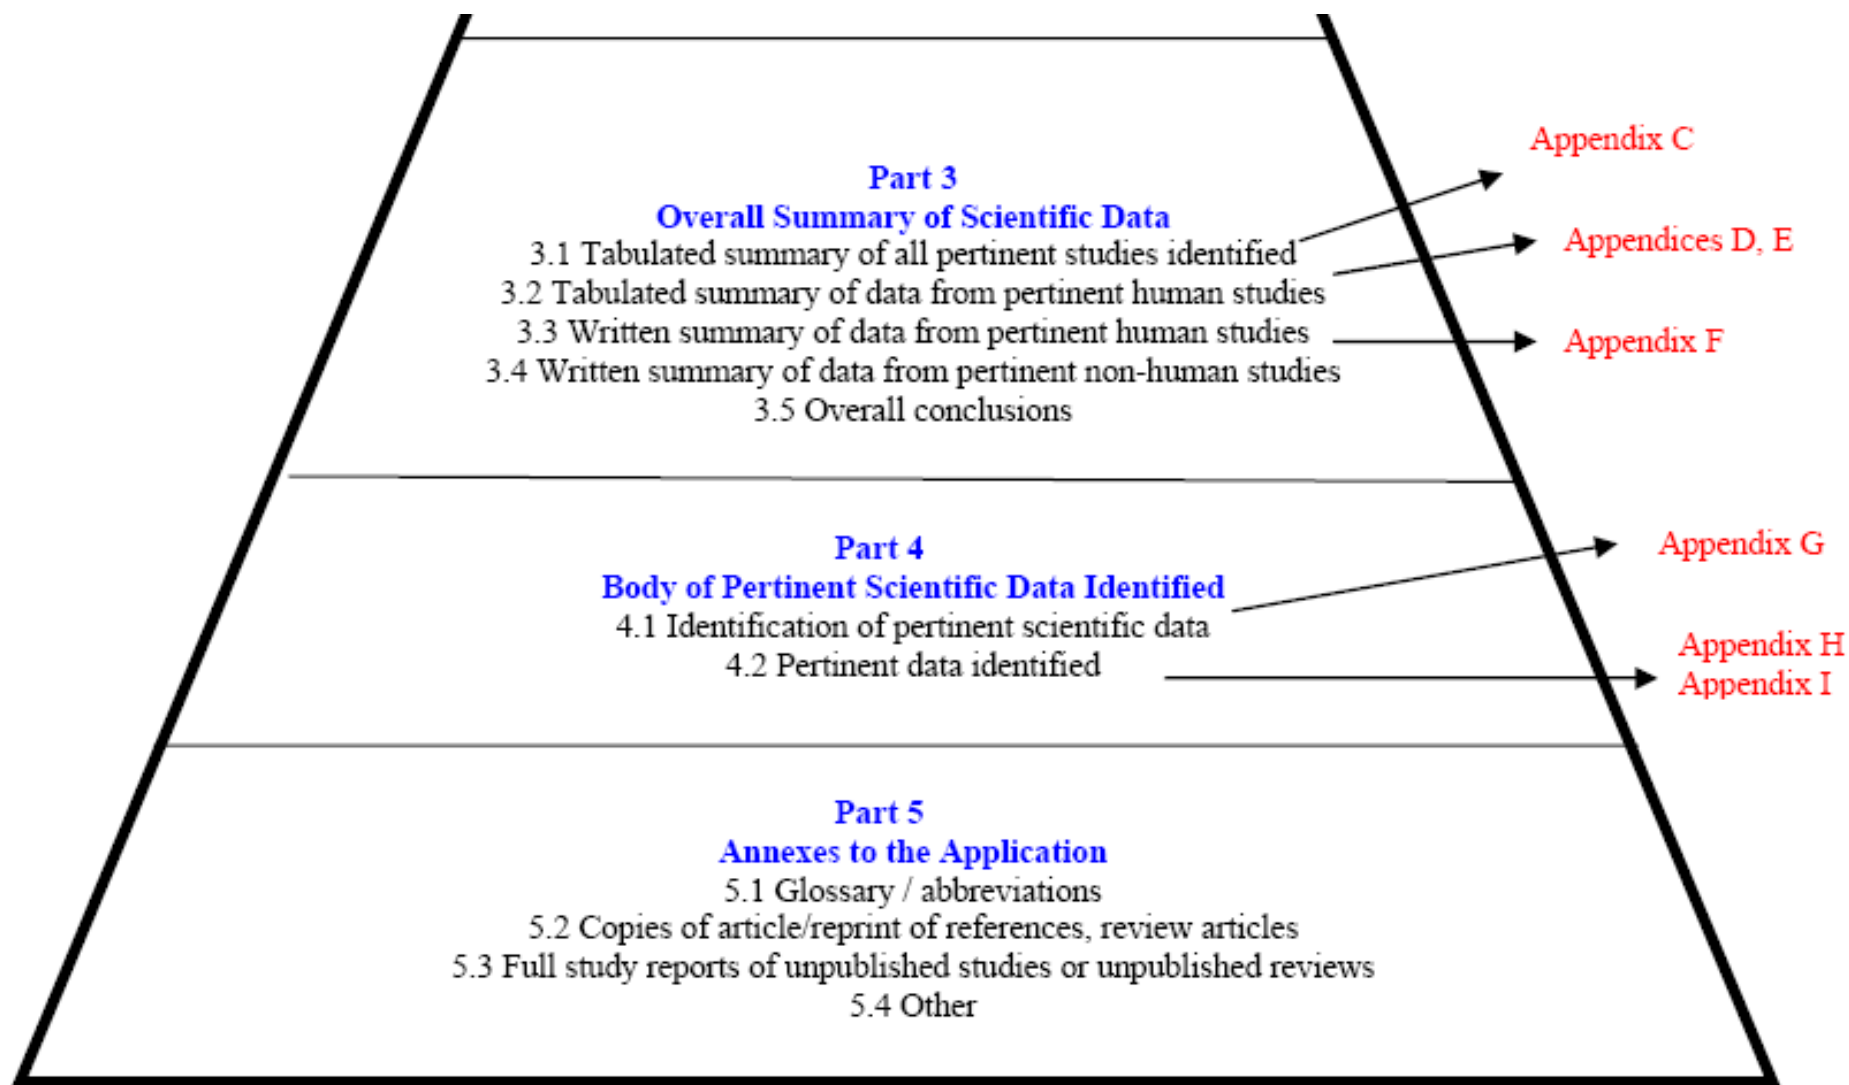 Appendix C
Part 3
Overall Summary of Scientific Data
3.1 Tabulated summary of all pertinent studies identified
Appendices D, E
3.2 Tabulated summary of data from pertinent human studies
3.3 Written summary of data from pertinent human studies
Appendix F
3.4 Written summary of data from pertinent non-human studies
3.5 Overall conclusions
Part 4
Appendix G
Body of Pertinent Scientific Data Identified
4.1 Identification of pertinent scientific data
4.2 Pertinent data identified
Appendix H
Appendix I
Part 5
Annexes to the Application
5.1 Glossary / abbreviations
5.2 Copies of article/reprint of references, review articles
5.3 Full study reports of unpublished studies or unpublished reviews
5.4 Other